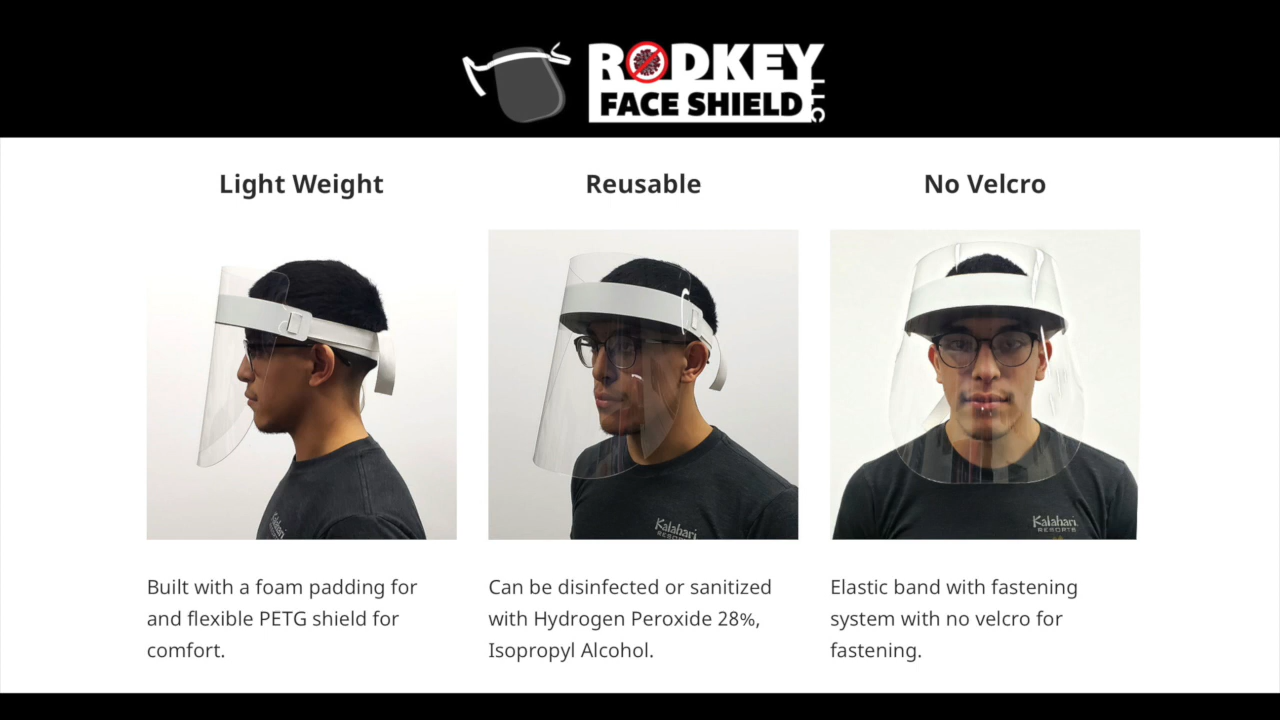 RODKEY
FACE SHIELD LLC
Light Weight
Reusable
No Velcro
Kalahari
RESORTS
Kalahari
RESORTS
Kalahari
RESORTS
Built with a foam padding for
and flexible PETG shield for
comfort.
Can be disinfected or sanitized
with Hydrogen Peroxide 28%,
Isopropyl Alcohol.
Elastic band with fastening
system with no velcro for
fastening.